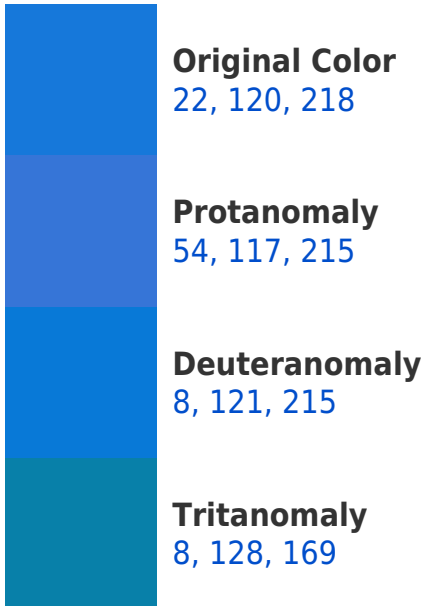 Original Color
22, 120, 218
Protanomaly
54, 117, 215
Deuteranomaly
8, 121, 215
Tritanomaly
8, 128, 169